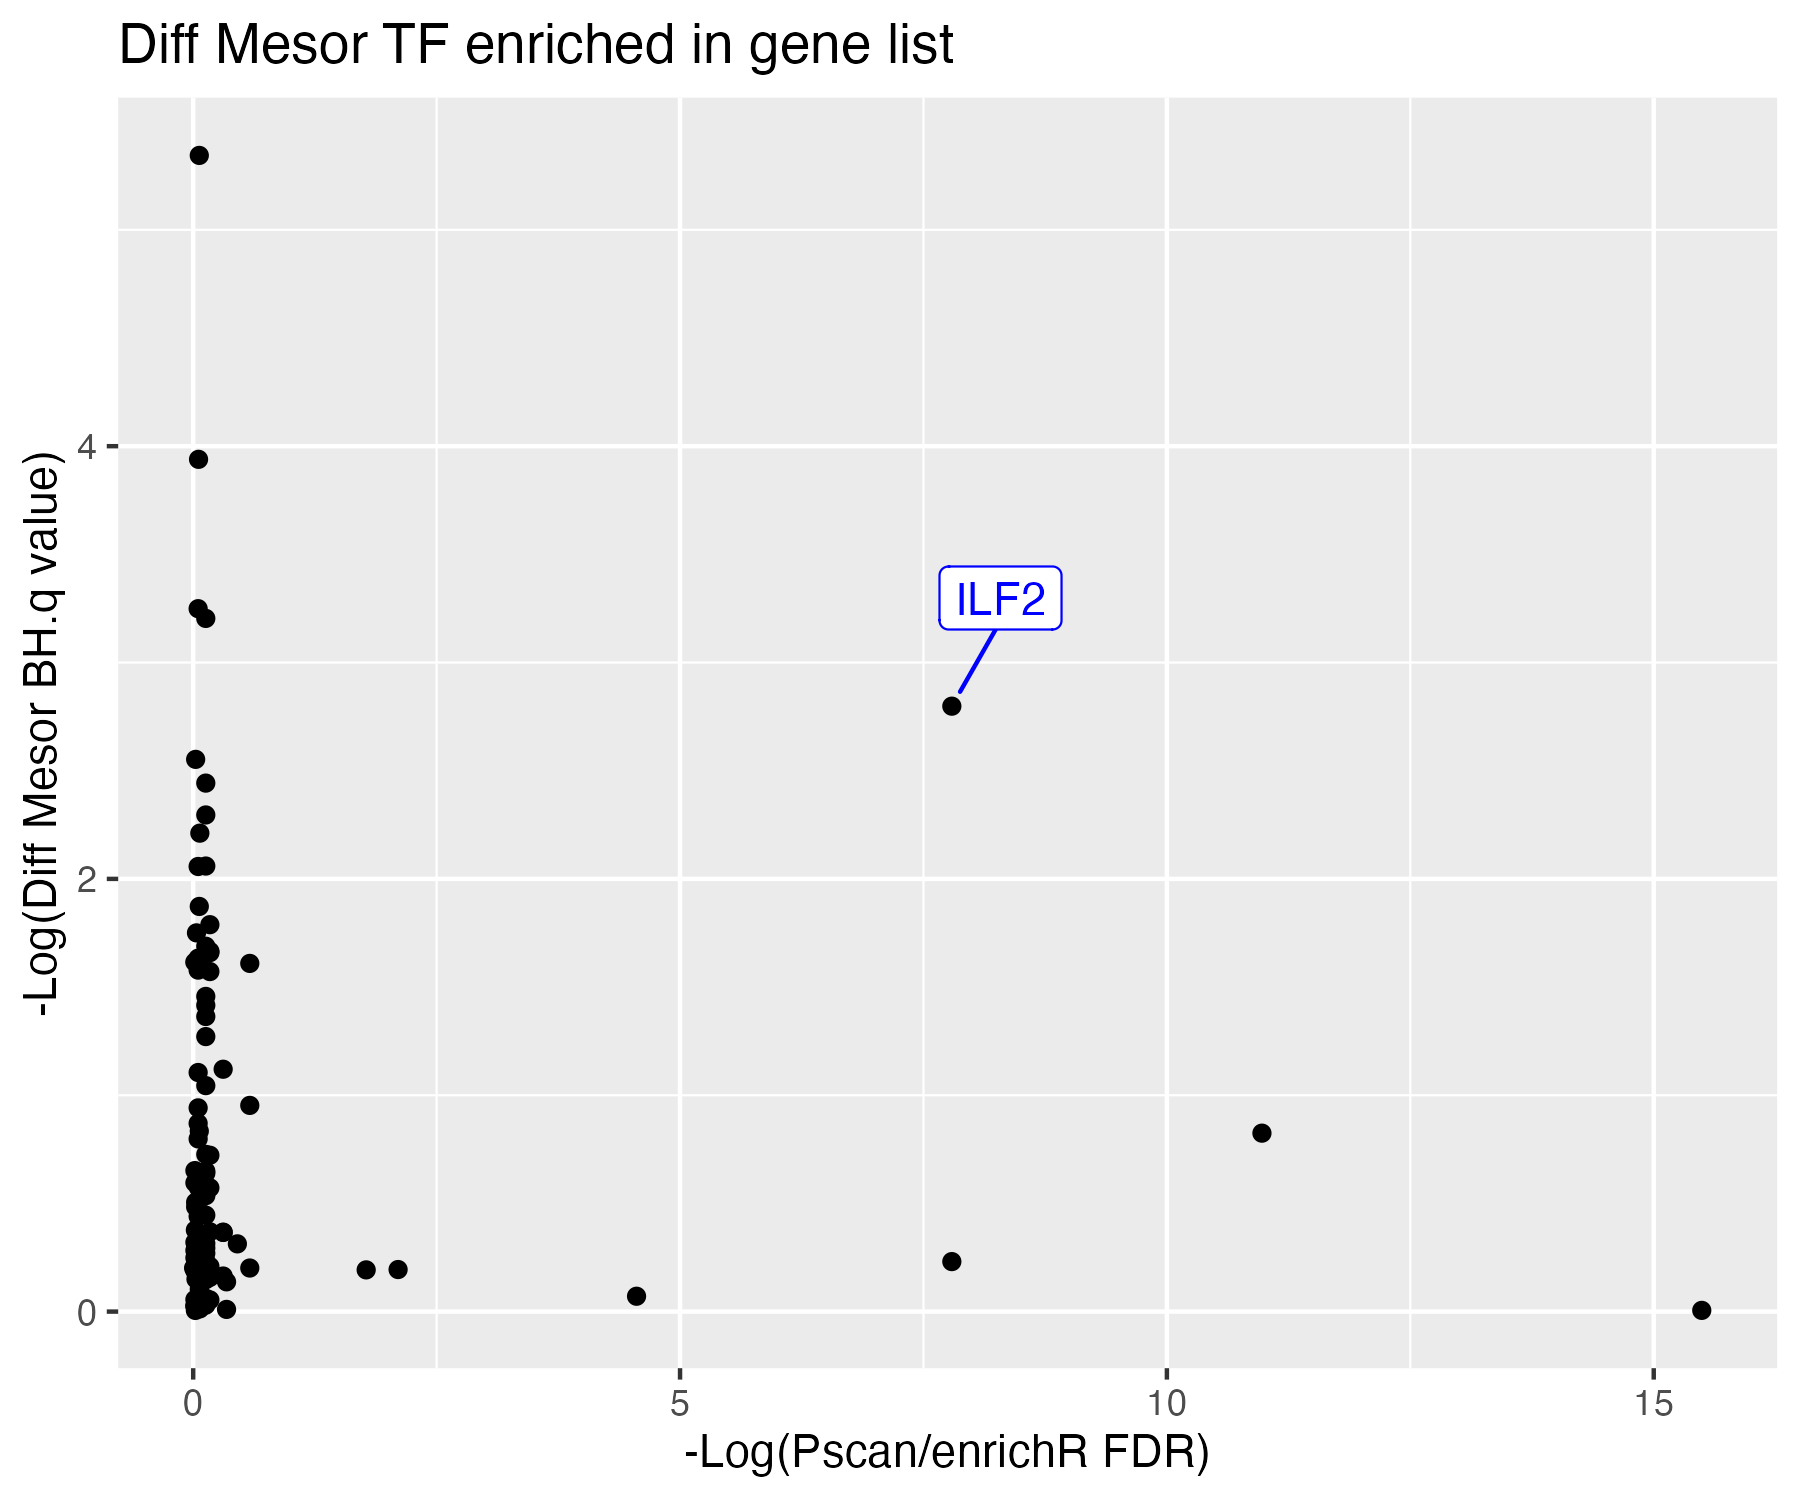 Diff Mesor TF enriched in gene list
-Log(Diff Mesor BH.q value)
4
2
0
ILF2
0 5 10 15
-Log(Pscan/enrichR FDR)